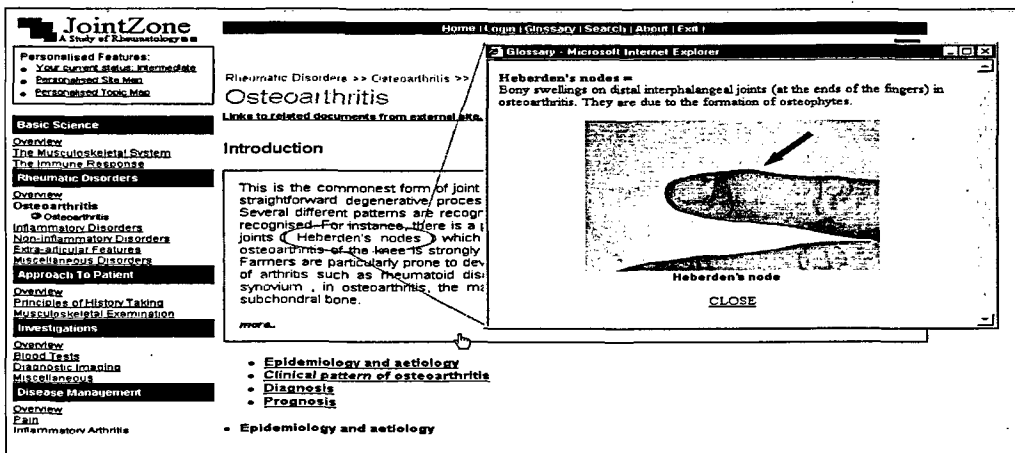 JointZone
A Study of Rheumatology
Home | Login | Glossary | Search | About | Exit |
Personalised Features:
Your current status: Intermediate
Personalised Site Map
Personalised Topic Map
Basic Science
Overview
The Musculoskeletal System
The Immune Response
Rheumatic Disorders
Overview
Osteoarthritis
Osteoarthritis
Inflammatory Disorders
Non-Inflammatory Disorders
Extra-articular Features
Miscellaneous Disorders
Approach To Patient
Overview
Principles of History Taking
Musculoskeletal Examination
Investigations
Overview
Blood Tests
Diagnostic Imaging
Miscellaneous
Disease Management
Overview
Pain
Inflammatory Arthritis
Rheumatic Disorders >> Osteoarthritis >>
Osteoarthritis
Links to related documents from external site.
Introduction
This is the commonest form of joint
straightforward degenerative proces
Several different patterns are recogr
recognised. For instance, there is a
joints ( Heberden's nodes ) which
osteoarthritis of the knee is strongly
Farmers are particularly prone to dev
of arthritis such as rheumatoid dis
synovium , in osteoarthritis, the ma
subchondral bone.
more..
Epidemiology and aetiology
Clinical pattern of osteoarthritis
Diagnosis
Prognosis
Epidemiology and aetiology
Glossary - Microsoft Internet Explorer
Heberden's nodes =
Bony swellings on distal interphalangeal joints (at the ends of the fingers) in
osteoarthritis. They are due to the formation of osteophytes.
Heberden's node
CLOSE